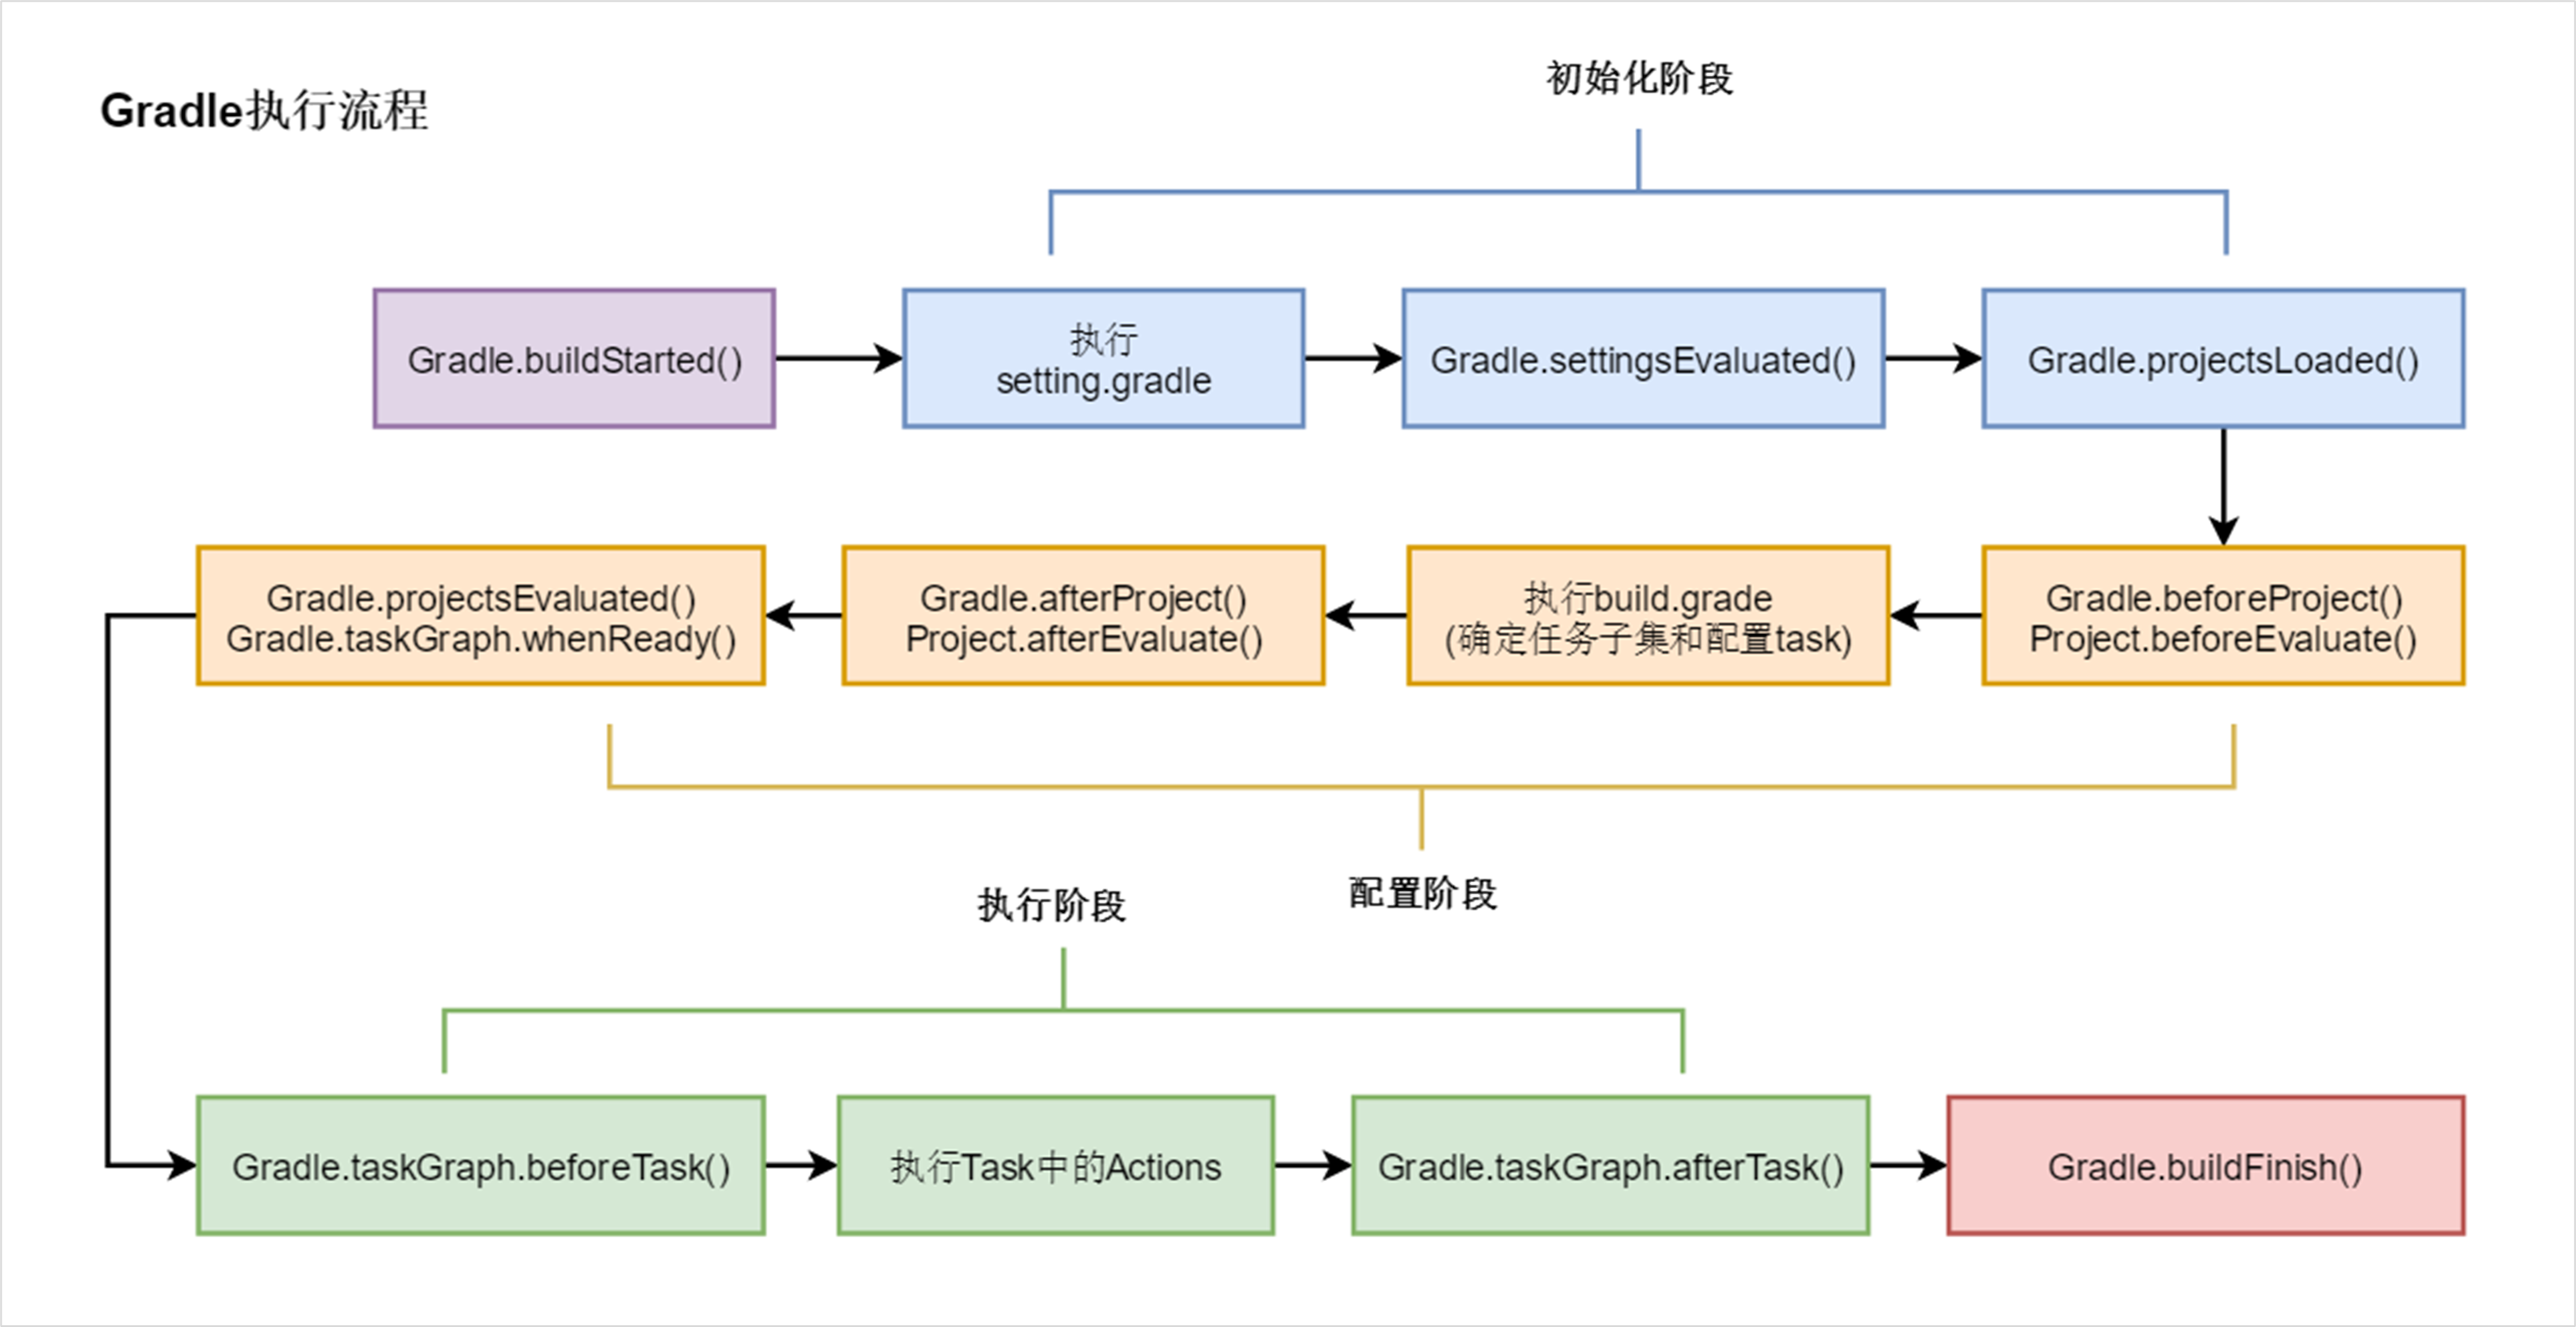 Gradle执行流程
初始化阶段
Gradle.buildStarted()
执行
setting.gradle
Gradle.settingsEvaluated()
Gradle.projectsLoaded()
Gradle.beforeProject()
Project.beforeEvaluate()
执行build.grade
(确定任务子集和配置task)
Gradle.afterProject()
Project.afterEvaluate()
Gradle.projectsEvaluated()
Gradle.taskGraph.whenReady()
配置阶段
执行阶段
Gradle.taskGraph.beforeTask()
执行Task中的Actions
Gradle.taskGraph.afterTask()
Gradle.buildFinish()